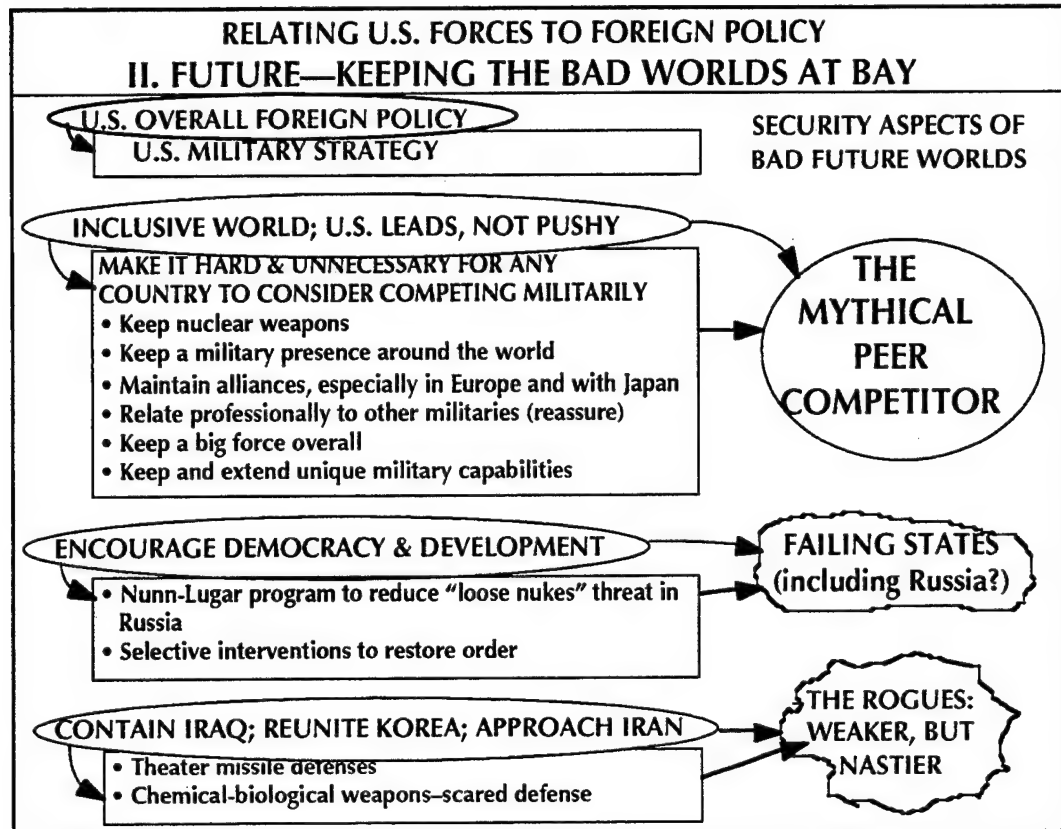 RELATING U.S. FORCES TO FOREIGN POLICY
II. FUTURE—KEEPING THE BAD WORLDS AT BAY
U.S. OVERALL FOREIGN POLICY
U.S. MILITARY STRATEGY
SECURITY ASPECTS OF
BAD FUTURE WORLDS
INCLUSIVE WORLD; U.S. LEADS, NOT PUSHY
MAKE IT HARD & UNNECESSARY FOR ANY
COUNTRY TO CONSIDER COMPETING MILITARILY
• Keep nuclear weapons
• Keep a military presence around the world
• Maintain alliances, especially in Europe and with Japan
• Relate professionally to other militaries (reassure)
• Keep a big force overall
• Keep and extend unique military capabilities
THE
MYTHICAL
PEER
COMPETITOR
ENCOURAGE DEMOCRACY & DEVELOPMENT
• Nunn-Lugar program to reduce “loose nukes” threat in
Russia
• Selective interventions to restore order
FAILING STATES
(including Russia?)
CONTAIN IRAQ; REUNITE KOREA; APPROACH IRAN
• Theater missile defenses
• Chemical-biological weapons–scared defense
THE ROGUES:
WEAKER, BUT
NASTIER